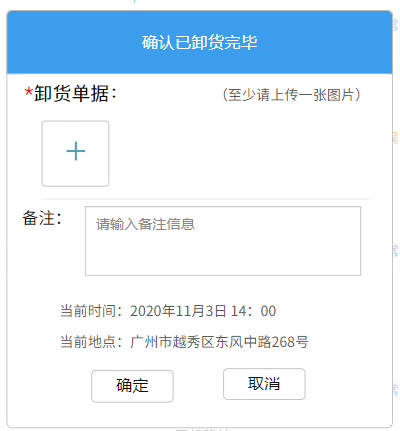 确认已卸货完毕
*卸货单据：
（至少请上传一张图片）
备注：
请输入备注信息
当前时间：2020年11月3日 14：00
当前地点：广州市越秀区东风中路268号
确定
取消